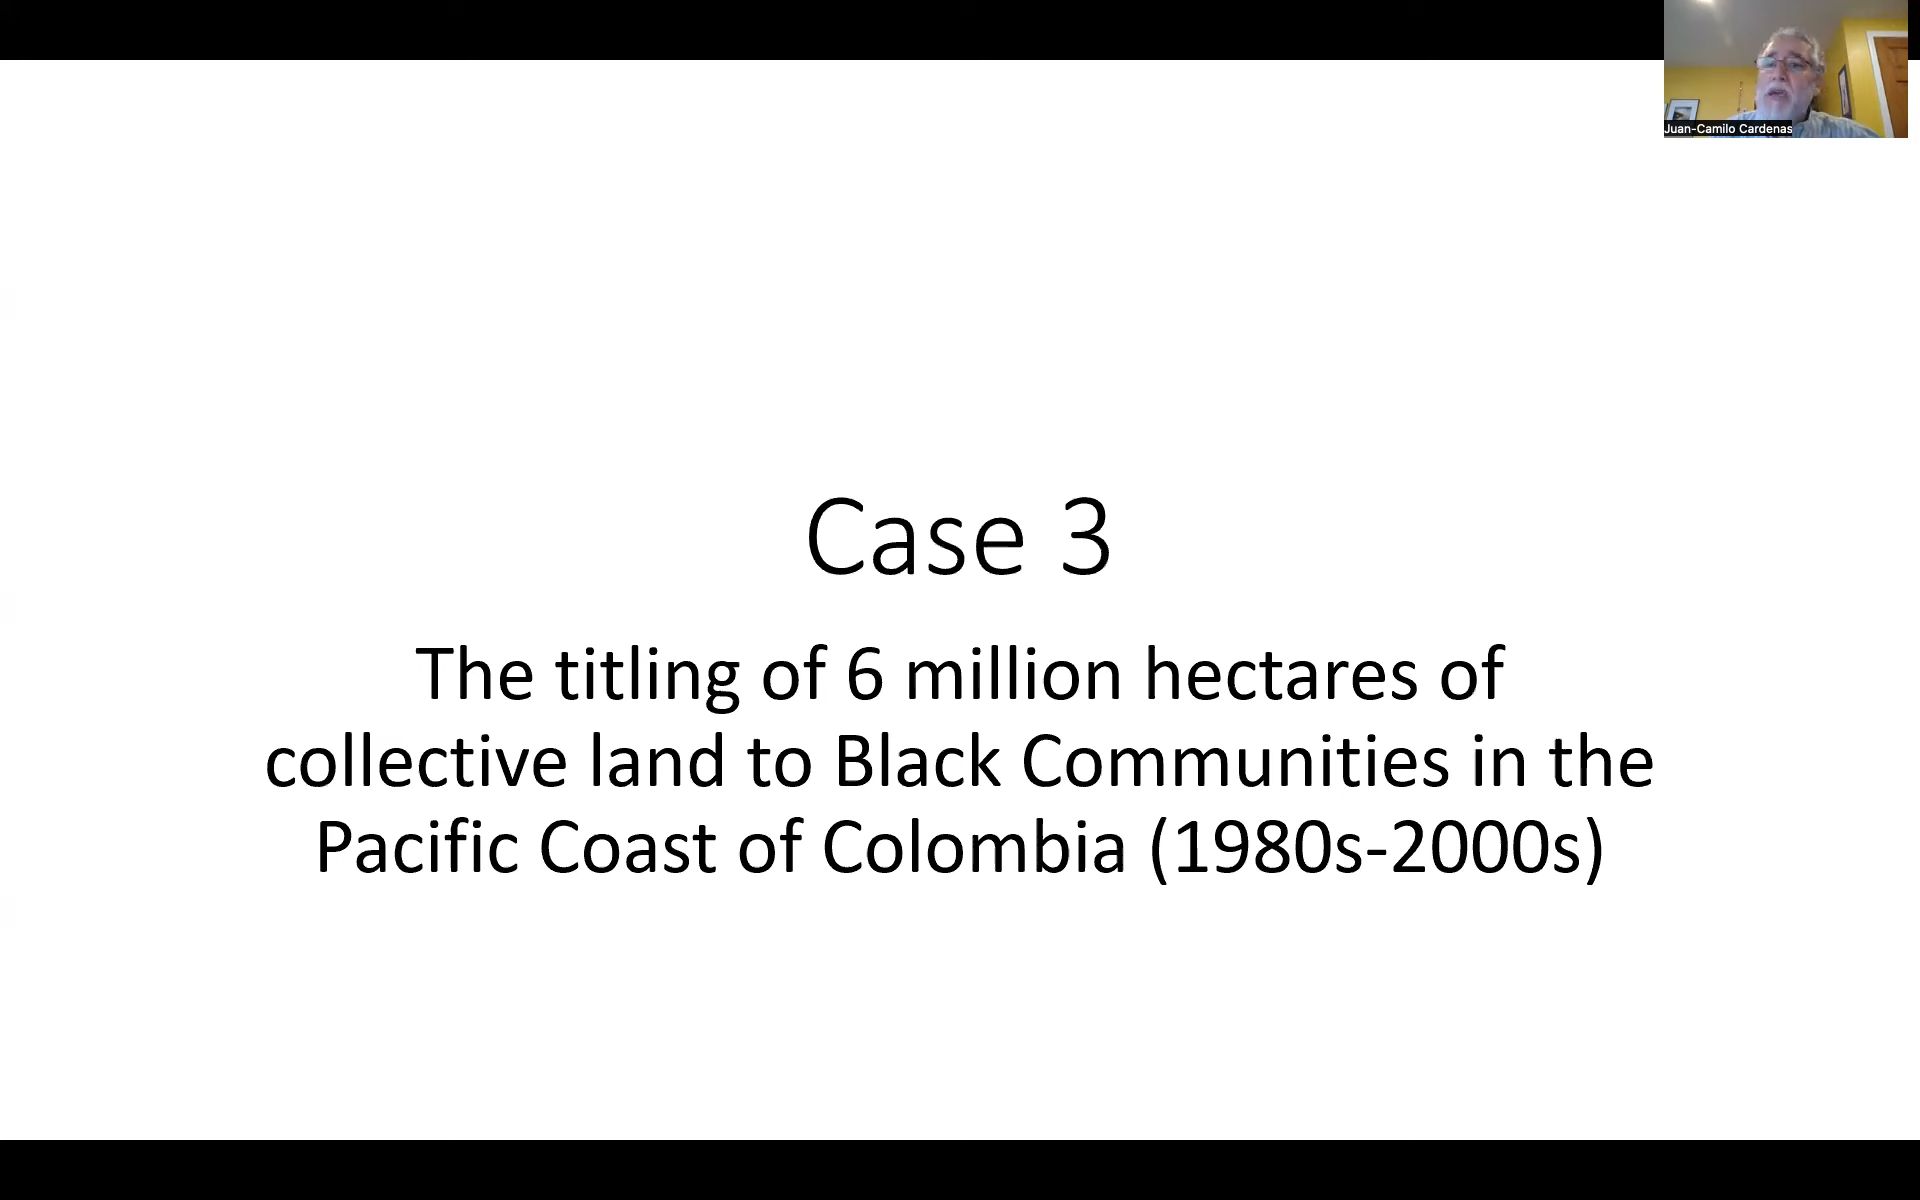 Juan-Camilo Cardenas
Case 3
The titling of 6 million hectares of
collective land to Black Communities in the
Pacific Coast of Colombia (1980s-2000s)